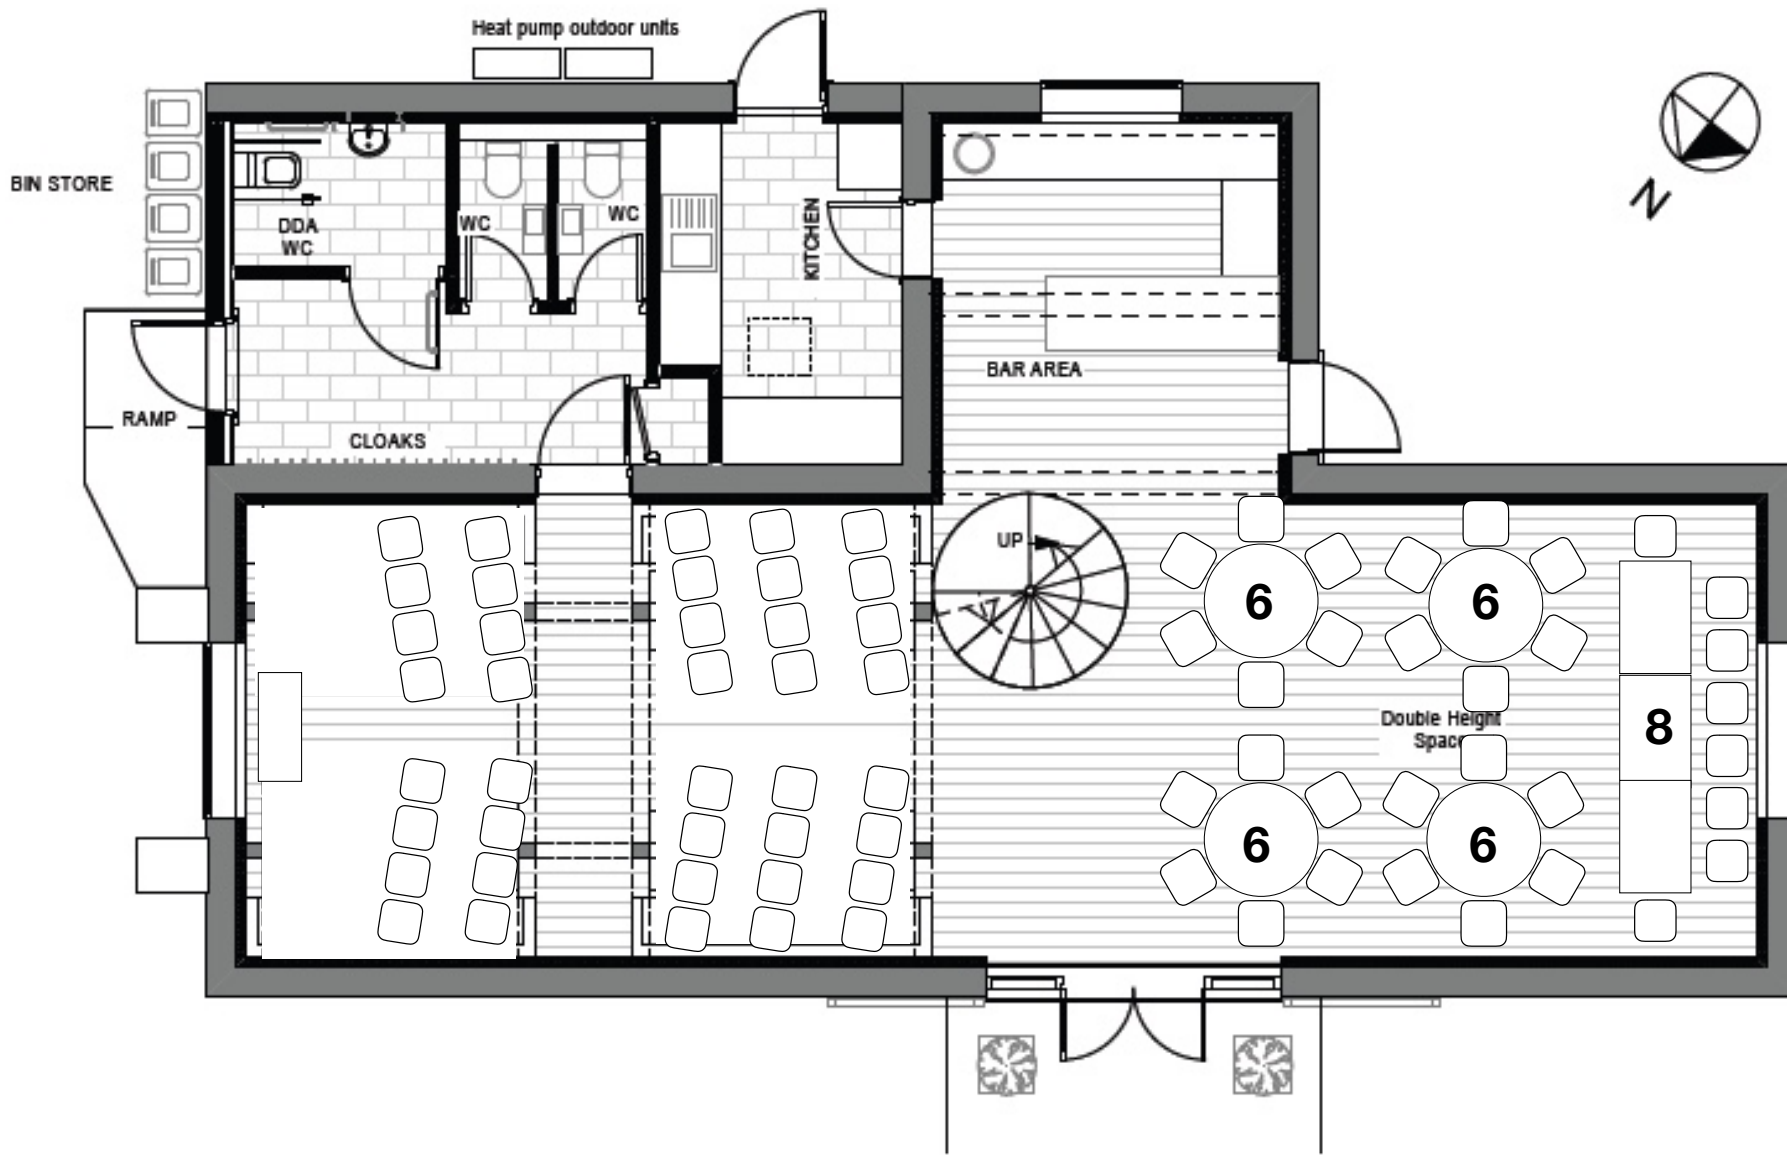 Heat pump outdoor units
BIN STORE
DDA
WC
WC
WC
KITCHEN
N
RAMP
CLOAKS
BAR AREA
UP
6
6
Double Height
Space
8
6
6